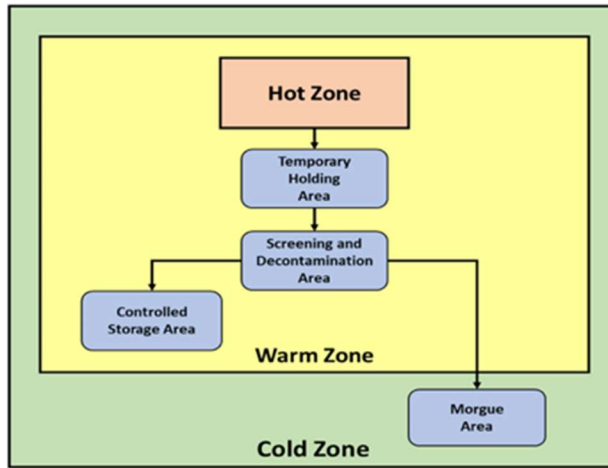 Hot Zone
Temporary
Holding
Area
Screening and
Decontamination
Area
Controlled
Storage Area
Warm Zone
Morgue
Area
Cold Zone